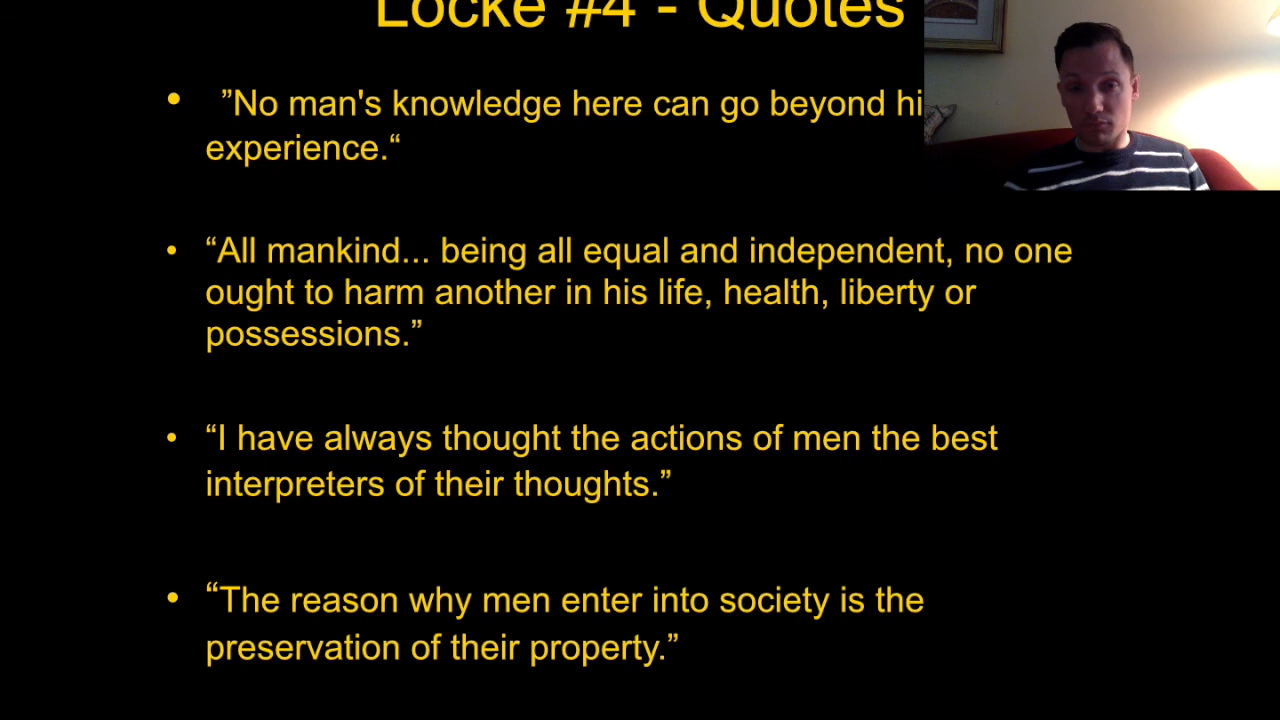 Locke #4 - Quotes
• ”No man's knowledge here can go beyond hi
experience.“
• “All mankind... being all equal and independent, no one
ought to harm another in his life, health, liberty or
possessions.”
• “I have always thought the actions of men the best
interpreters of their thoughts.”
• “The reason why men enter into society is the
preservation of their property.”